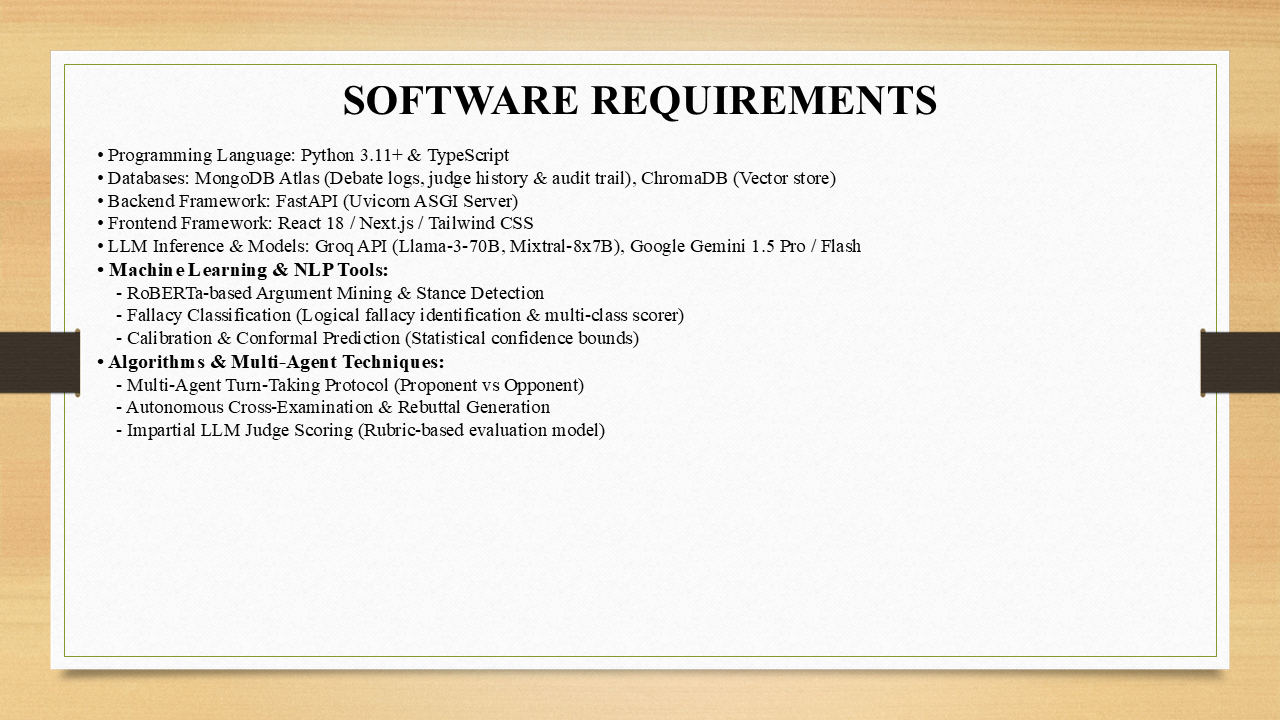 SOFTWARE REQUIREMENTS
• Programming Language: Python 3.11+ & TypeScript
• Databases: MongoDB Atlas (Debate logs, judge history & audit trail), ChromaDB (Vector store)
• Backend Framework: FastAPI (Uvicorn ASGI Server)
• Frontend Framework: React 18 / Next.js / Tailwind CSS
• LLM Inference & Models: Groq API (Llama-3-70B, Mixtral-8x7B), Google Gemini 1.5 Pro / Flash
• Machine Learning & NLP Tools:
- RoBERTa-based Argument Mining & Stance Detection
- Fallacy Classification (Logical fallacy identification & multi-class scorer)
- Calibration & Conformal Prediction (Statistical confidence bounds)
• Algorithms & Multi-Agent Techniques:
- Multi-Agent Turn-Taking Protocol (Proponent vs Opponent)
- Autonomous Cross-Examination & Rebuttal Generation
- Impartial LLM Judge Scoring (Rubric-based evaluation model)